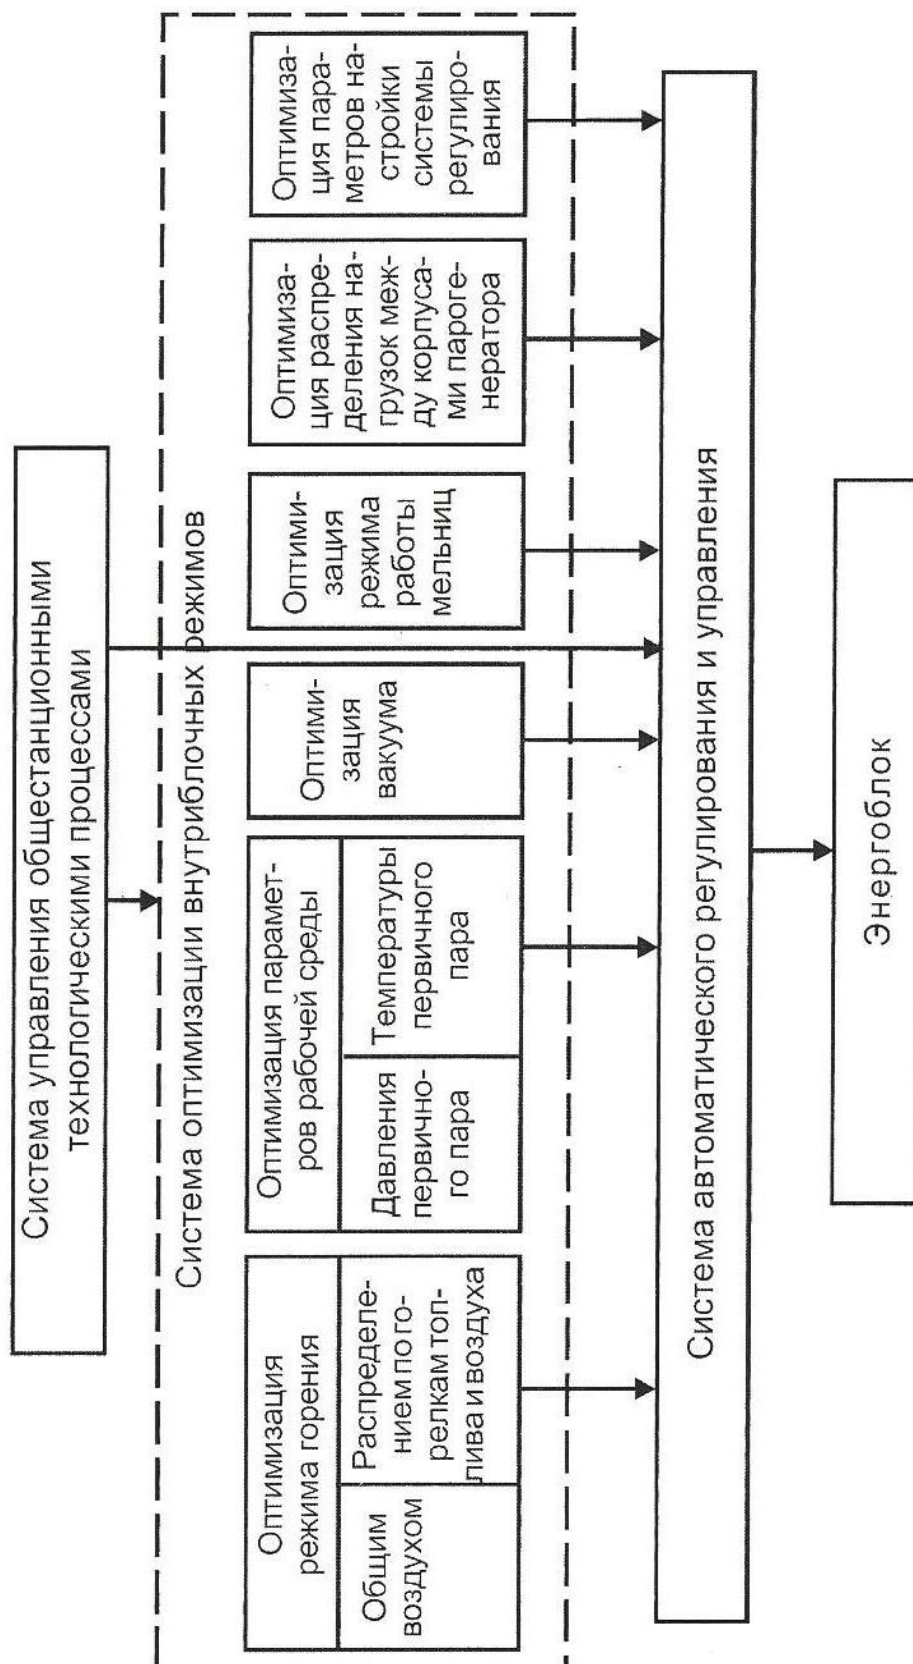 Система управления общестанционными
технологическими процессами
Система оптимизации внутриблочных режимов
Оптимизация
режима горения
Общим
воздухом
Распределе-
нием по го-
релкам топ-
лива и воздуха
Оптимизация парамет-
ров рабочей среды
Давления
первично-
го пара
Температуры
первичного
пара
Оптими-
зация
вакуума
Оптими-
зация
режима
работы
мельниц
Оптимиза-
ция распре-
деления на-
грузок меж-
ду корпуса-
ми пароге-
нератора
Оптимиза-
ция пара-
метров на-
стройки
системы
регулиро-
вания
Система автоматического регулирования и управления
Энергоблок